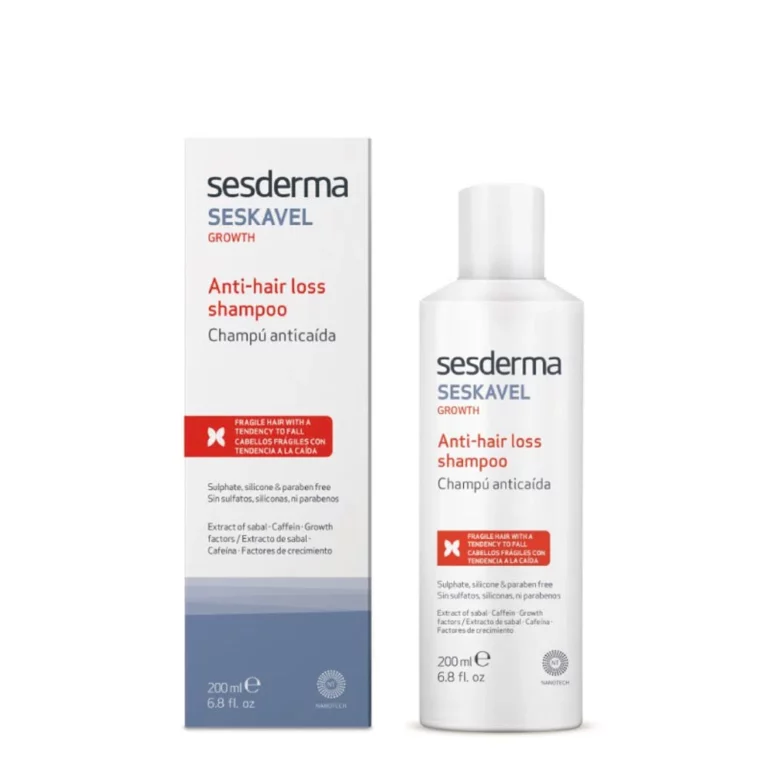 sesderma
SESKAVEL
GROWTH
Anti-hair loss
shampoo
Champú anticaída
FRAGILE HAIR WITH A
TENDENCY TO FALL
CABELLOS FRÁGILES CON
TENDENCIA A LA CAÍDA
Sulphate, silicone & paraben free
Sin sulfatos, siliconas, ni parabenos
Extract of sabal · Caffein · Growth
factors / Extracto de sabal ·
Cafeína · Factores de crecimiento
200 ml e
6.8 fl. oz
NT
NANOTECH
sesderma
SESKAVEL
GROWTH
Anti-hair loss
shampoo
Champú anticaída
FRAGILE HAIR WITH A
TENDENCY TO FALL
CABELLOS FRÁGILES CON
TENDENCIA A LA CAÍDA
Sulphate, silicone & paraben free
Sin sulfatos, siliconas, ni parabenos
Extract of sabal · Caffein · Growth
factors / Extracto de sabal · Cafeína ·
Factores de crecimiento
200 ml e
6.8 fl. oz
NT
NANOTECH